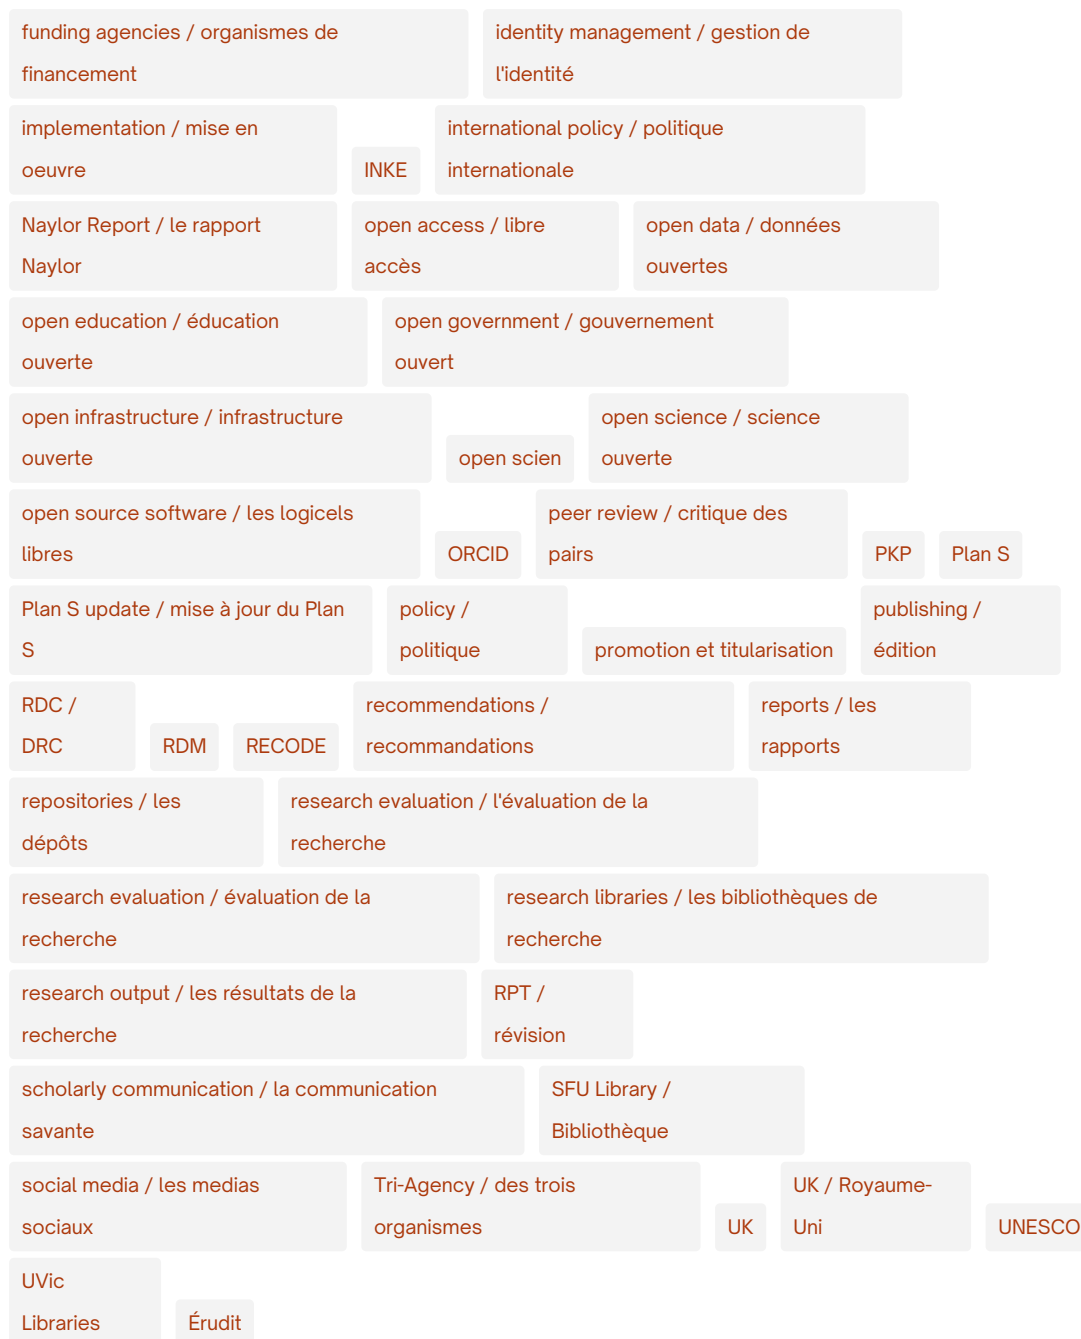 funding agencies / organismes de
financement
identity management / gestion de
l'identité
implementation / mise en
oeuvre
INKE
international policy / politique
internationale
Naylor Report / le rapport
Naylor
open access / libre
accès
open data / données
ouvertes
open education / éducation
ouverte
open government / gouvernement
ouvert
open infrastructure / infrastructure
ouverte
open scien
open science / science
ouverte
open source software / les logicels
libres
ORCID
peer review / critique des
pairs
PKP
Plan S
Plan S update / mise à jour du Plan
S
policy /
politique
promotion et titularisation
publishing /
édition
RDC /
DRC
RDM
RECODE
recommendations /
recommandations
reports / les
rapports
repositories / les
dépôts
research evaluation / l'évaluation de la
recherche
research evaluation / évaluation de la
recherche
research libraries / les bibliothèques de
recherche
research output / les résultats de la
recherche
RPT /
révision
scholarly communication / la communication
savante
SFU Library /
Bibliothèque
social media / les medias
sociaux
Tri-Agency / des trois
organismes
UK
UK / Royaume-
Uni
UNESCO
UVic
Libraries
Érudit